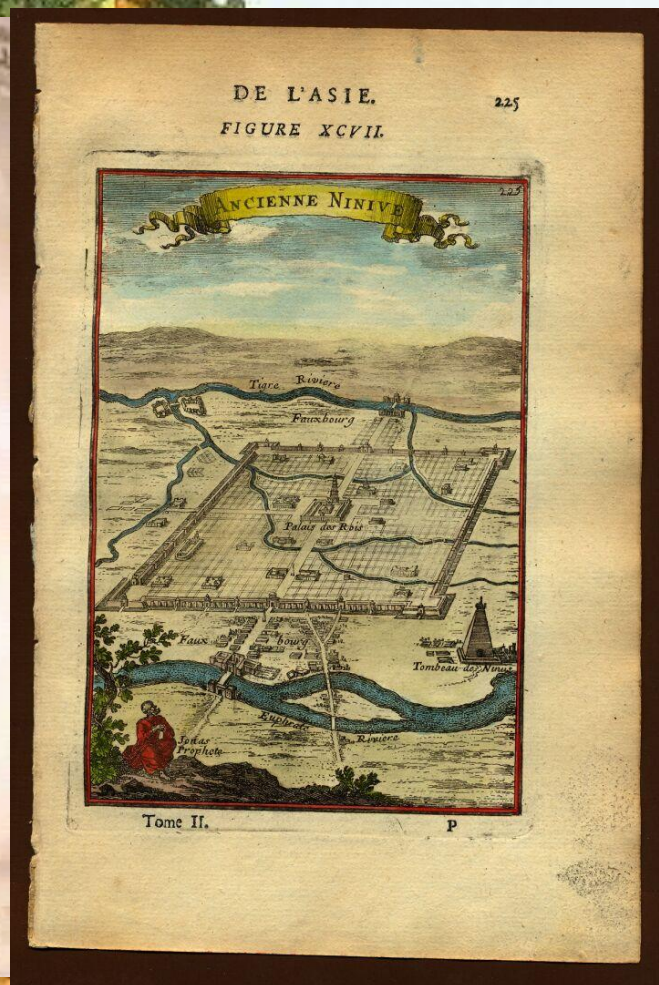 DE L'ASIE.
225
FIGURE XCVII.
225
ANCIENNE NINIVE
Tigre Riviere
Fauxbourg
Palais des Rois
Faux bourg
Tombeau de Ninus
Euphrate Riviere
Jonas
Prophete
Tome II.
P